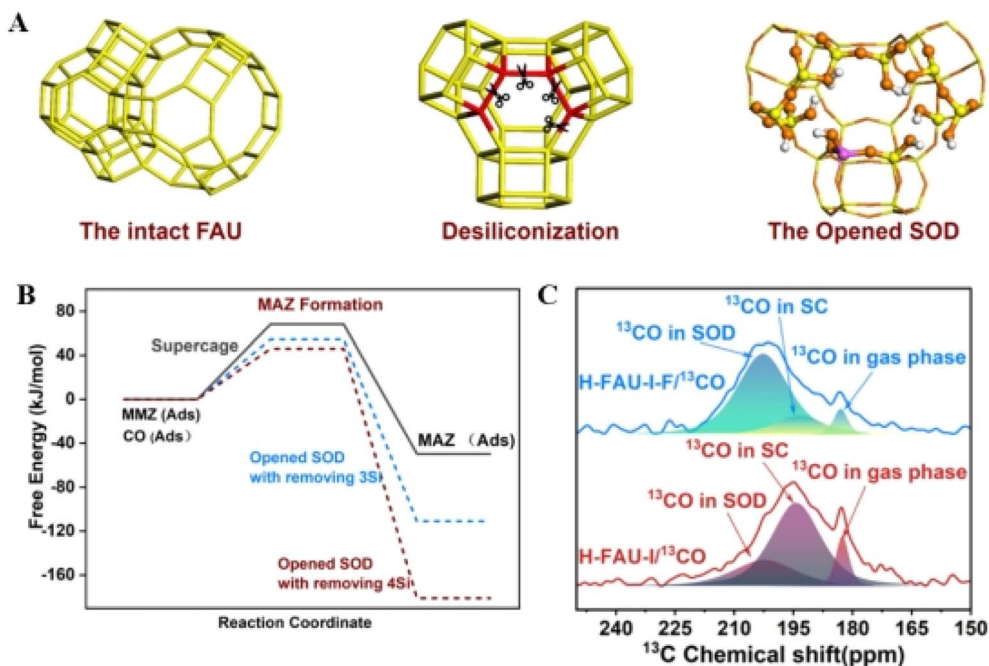 A
The intact FAU
Desiliconization
The Opened SOD
B
MAZ Formation
Supercage
MMZ (Ads)
CO (Ads)
MAZ (Ads)
Opened SOD
with removing 3Si
Opened SOD
with removing 4Si
80
40
0
-40
-80
-120
-160
Free Energy (kJ/mol)
Reaction Coordinate
C
¹³CO in SC
¹³CO in SOD
¹³CO in gas phase
H-FAU-I-F/¹³CO
¹³CO in SC
¹³CO in gas phase
¹³CO in SOD
H-FAU-I/¹³CO
240 225 210 195 180 165 150
¹³C Chemical shift(ppm)